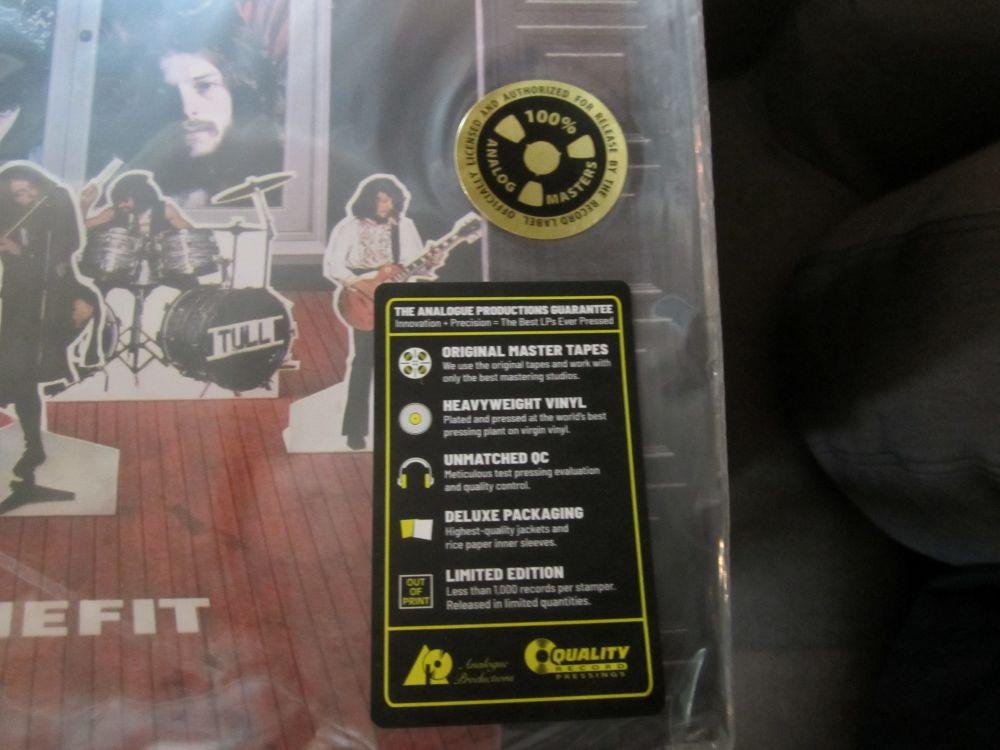 OFFICIALLY LICENSED AND AUTHORIZED FOR RELEASE BY THE RECORD LABEL
100%
ANALOG
MASTERS
TULL
THE ANALOGUE PRODUCTIONS GUARANTEE
Innovation + Precision = The Best LPs Ever Pressed
ORIGINAL MASTER TAPES
We use the original tapes and work with
only the best mastering studios.
HEAVYWEIGHT VINYL
Plated and pressed at the world's best
pressing plant on virgin vinyl.
UNMATCHED QC
Meticulous test pressing evaluation
and quality control.
DELUXE PACKAGING
Highest-quality jackets and
rice paper inner sleeves.
OUT
OF
PRINT
LIMITED EDITION
Less than 1,000 records per stamper.
Released in limited quantities.
NEFIT
AP
Analogue
Productions
QUALITY
RECORD
PRESSINGS